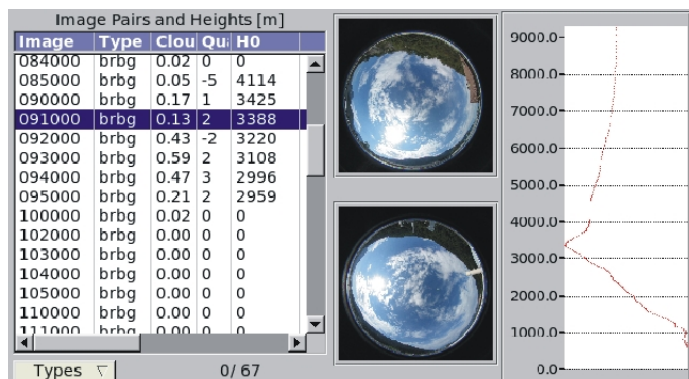 Image Pairs and Heights [m]
Image Type Clou Qu H0
084000 brbg 0.02 0 0
085000 brbg 0.05 -5 4114
090000 brbg 0.17 1 3425
091000 brbg 0.13 2 3388
092000 brbg 0.43 -2 3220
093000 brbg 0.59 2 3108
094000 brbg 0.47 3 2996
095000 brbg 0.21 2 2959
100000 brbg 0.02 0 0
102000 brbg 0.00 0 0
103000 brbg 0.00 0 0
104000 brbg 0.00 0 0
105000 brbg 0.00 0 0
110000 brbg 0.00 0 0
111000 brbg 0.00 0 0
Types 0/ 67
9000.0
8000.0
7000.0
6000.0
5000.0
4000.0
3000.0
2000.0
1000.0
0.0